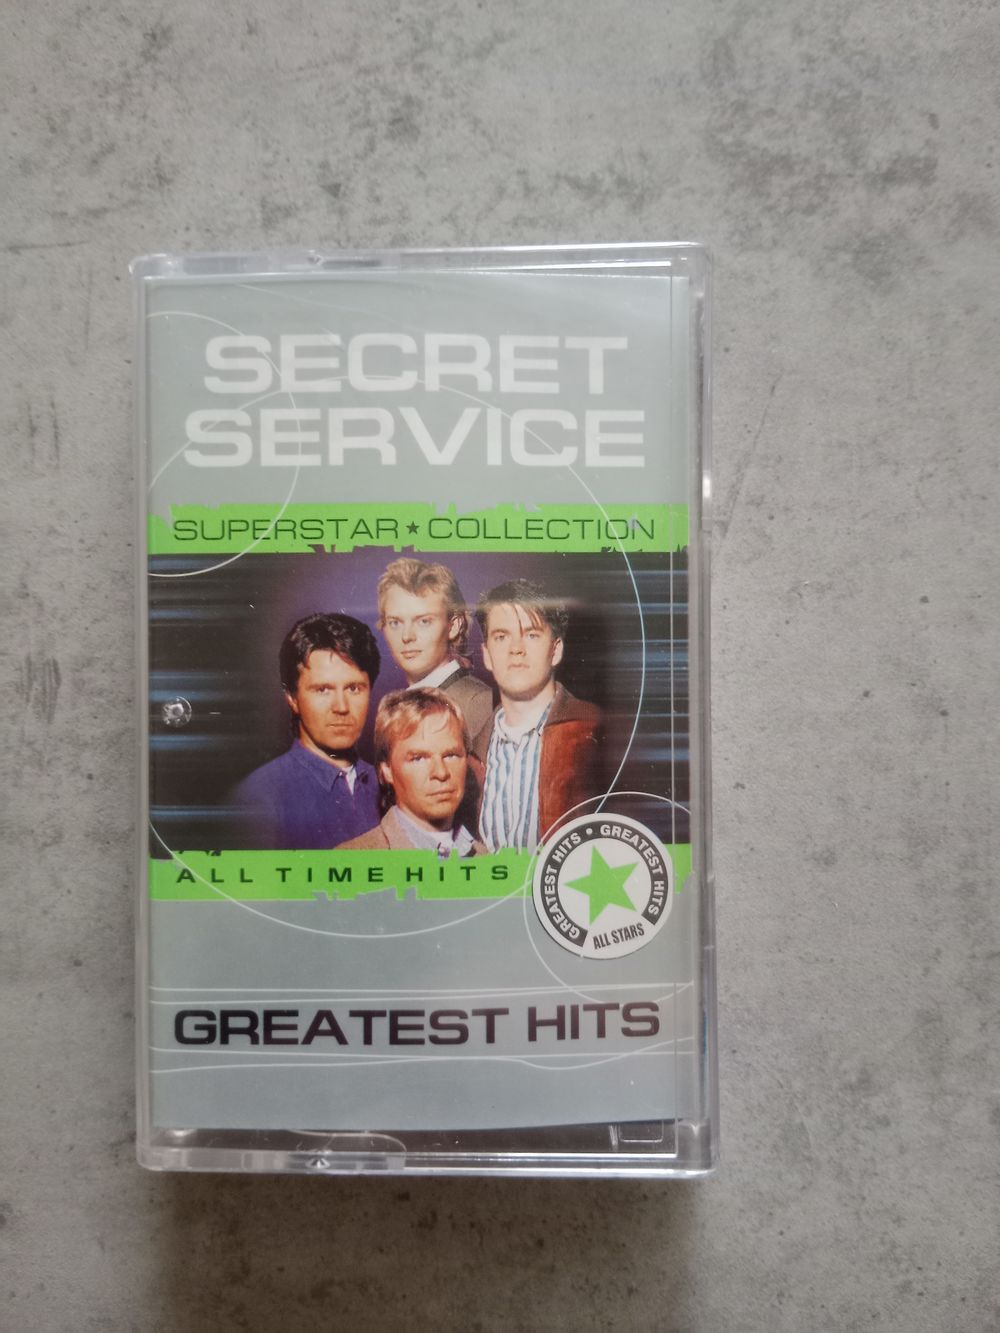 SECRET
SERVICE
SUPERSTAR ★ COLLECTION
ALL TIME HITS
GREATEST HITS • GREATEST HITS
ALL STARS
GREATEST HITS